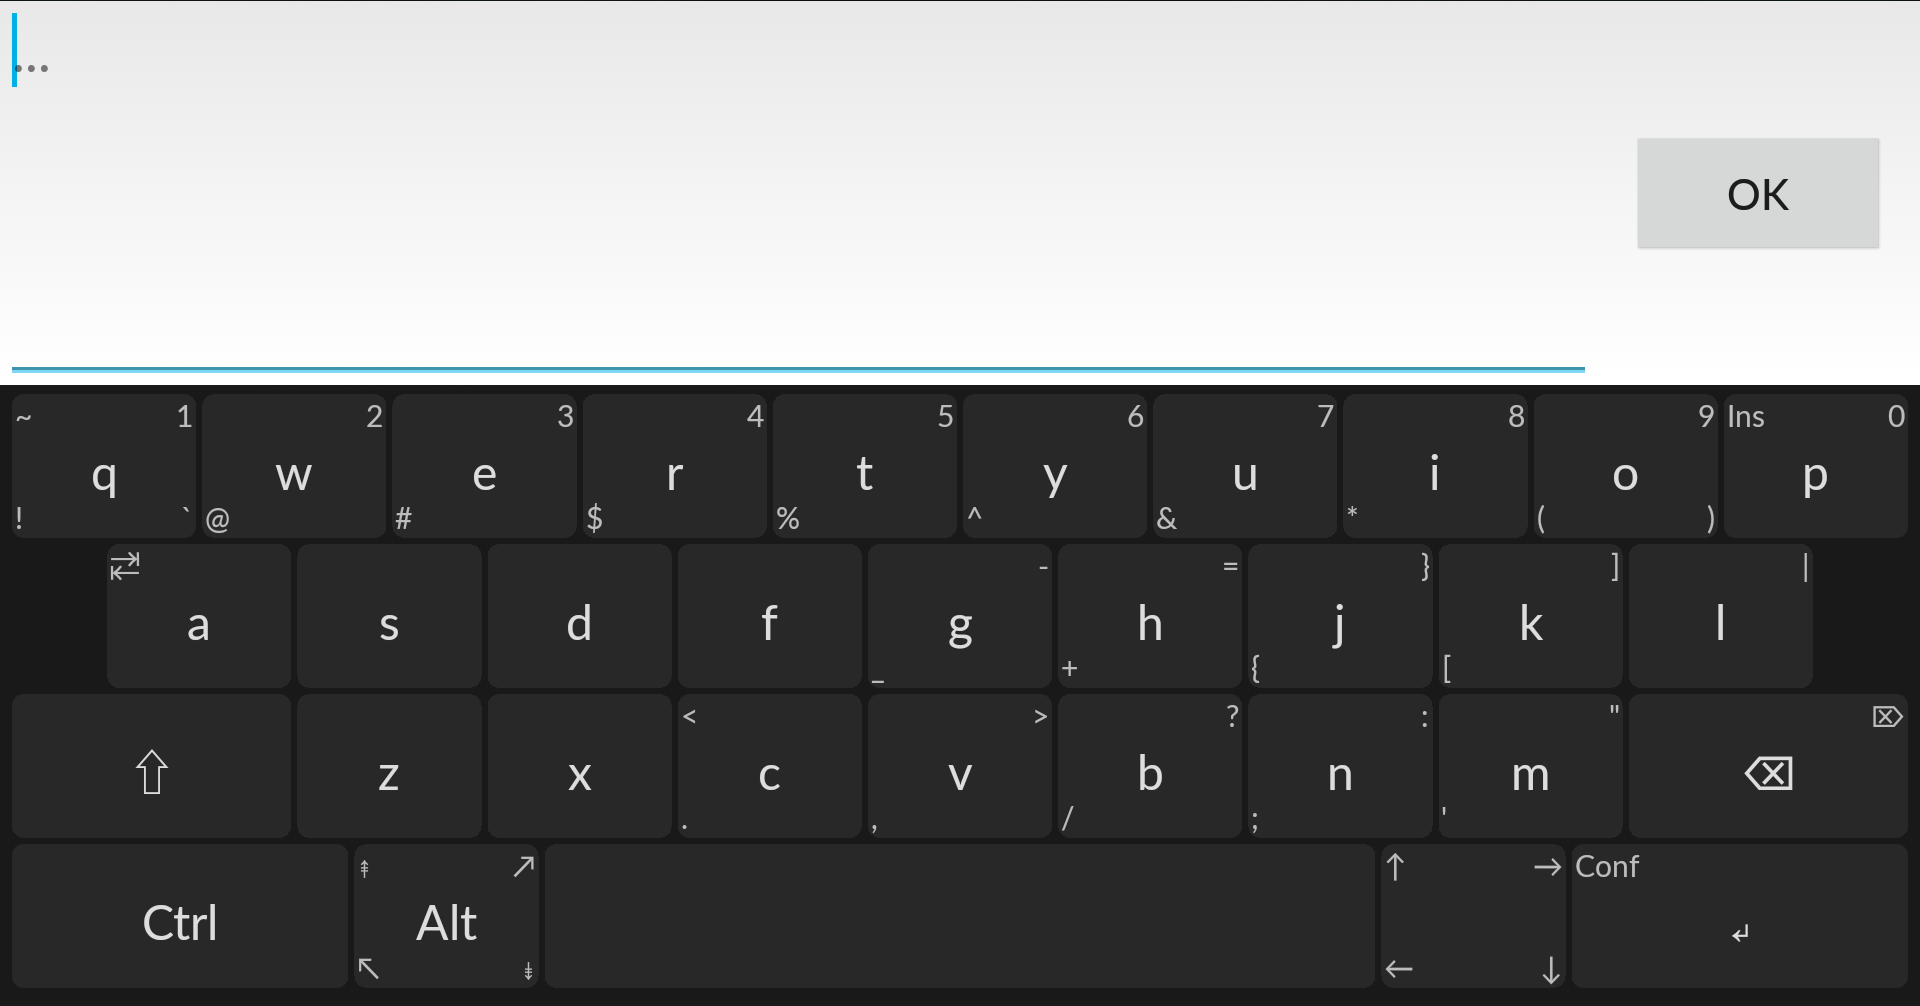 ...
OK
~ 1 2 3 4 5 6 7 8 9 Ins 0
q w e r t y u i o p
! ` @ # $ % ^ & * ( )
⇤⇥ - = } ] |
a s d f g h j k l
_ + { [
< > ? : " ⌦
⇧ z x c v b n m ⌫
. , / ; '
⇞ ↗ ↑ → Conf
Ctrl Alt ↲
↖ ⇟ ← ↓